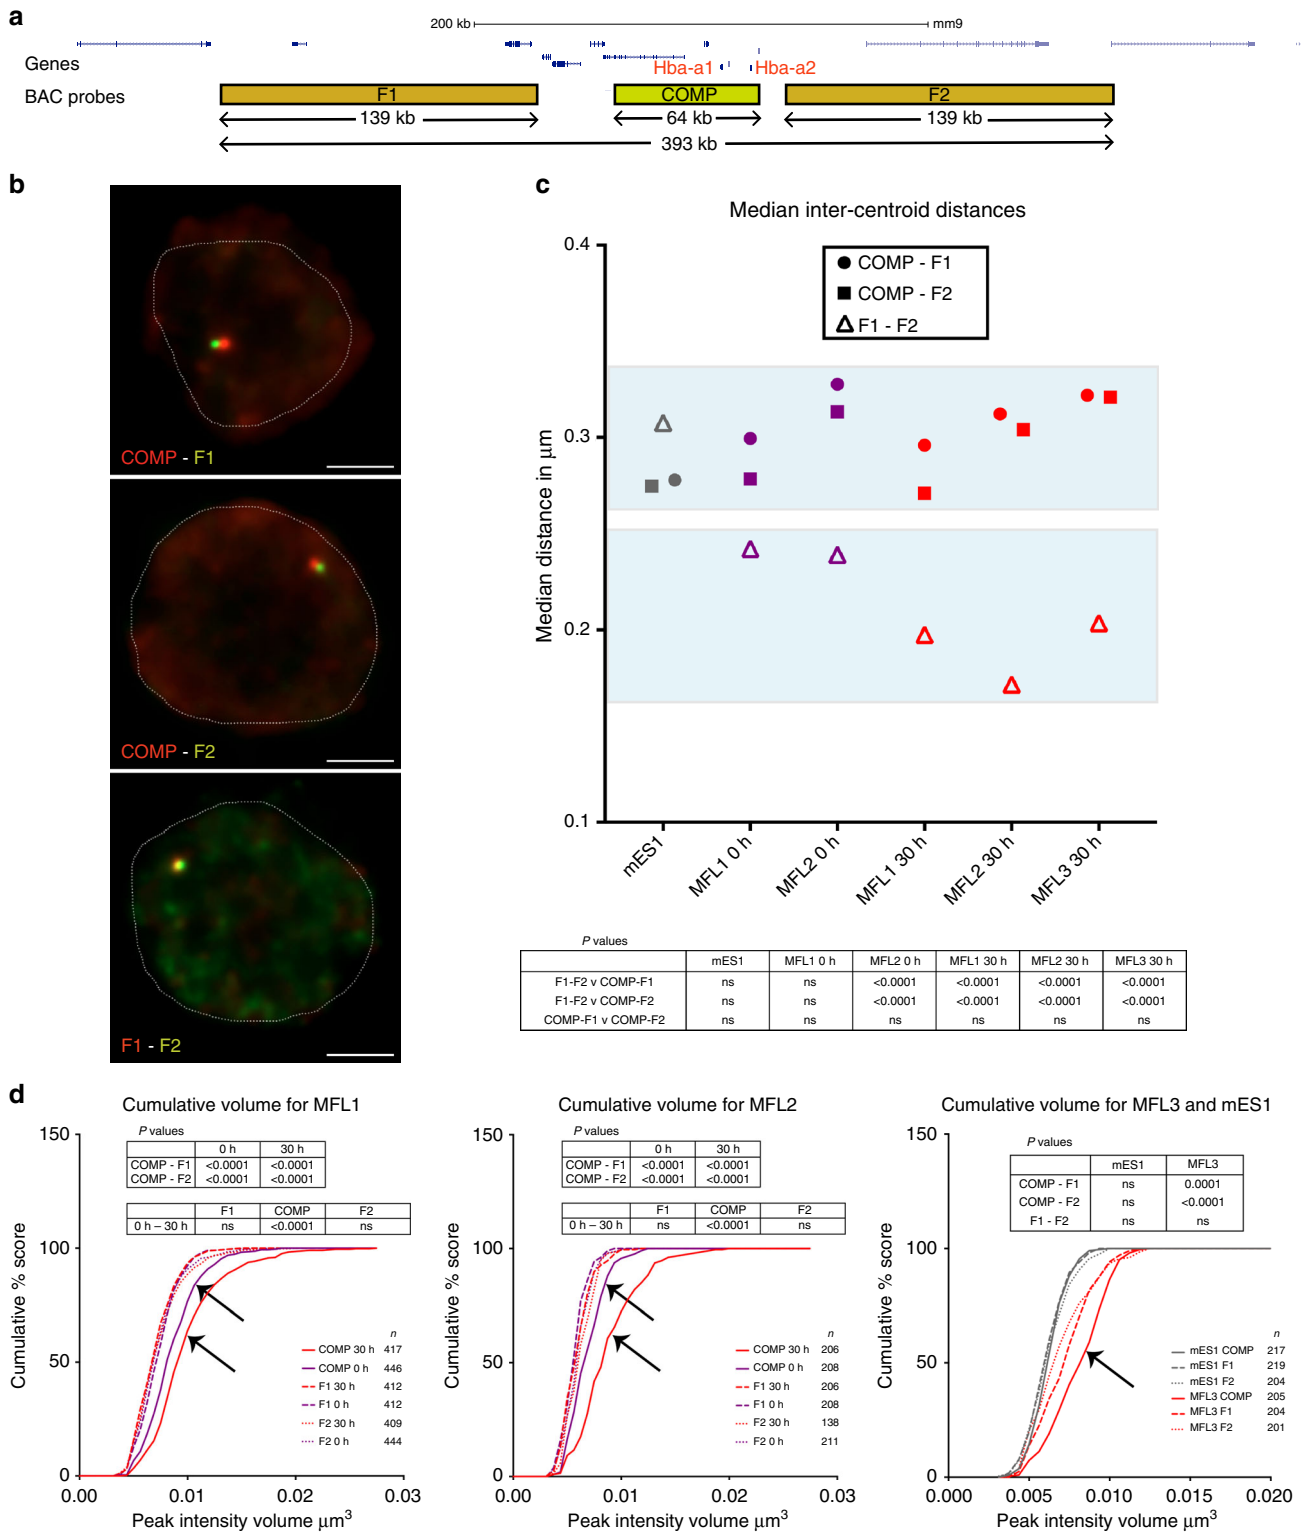 a
200 kb
mm9
Genes
Hba-a1
Hba-a2
BAC probes
F1
COMP
F2
139 kb
64 kb
139 kb
393 kb
b
COMP - F1
COMP - F2
F1 - F2
c
Median inter-centroid distances
COMP - F1
COMP - F2
F1 - F2
Median distance in μm
0.4
0.3
0.2
0.1
mES1
MFL1 0 h
MFL2 0 h
MFL1 30 h
MFL2 30 h
MFL3 30 h
P values
mES1 MFL1 0 h MFL2 0 h MFL1 30 h MFL2 30 h MFL3 30 h
F1-F2 v COMP-F1 ns ns <0.0001 <0.0001 <0.0001 <0.0001
F1-F2 v COMP-F2 ns ns <0.0001 <0.0001 <0.0001 <0.0001
COMP-F1 v COMP-F2 ns ns ns ns ns ns
d
Cumulative volume for MFL1
P values
0 h 30 h
COMP - F1 <0.0001 <0.0001
COMP - F2 <0.0001 <0.0001
F1 COMP F2
0 h – 30 h ns <0.0001 ns
Cumulative % score
150
100
50
0
n
COMP 30 h 417
COMP 0 h 446
F1 30 h 412
F1 0 h 412
F2 30 h 409
F2 0 h 444
0.00 0.01 0.02 0.03
Peak intensity volume μm³
Cumulative volume for MFL2
P values
0 h 30 h
COMP - F1 <0.0001 <0.0001
COMP - F2 <0.0001 <0.0001
F1 COMP F2
0 h – 30 h ns <0.0001 ns
Cumulative % score
150
100
50
0
n
COMP 30 h 206
COMP 0 h 208
F1 30 h 206
F1 0 h 208
F2 30 h 138
F2 0 h 211
0.00 0.01 0.02 0.03
Peak intensity volume μm³
Cumulative volume for MFL3 and mES1
P values
mES1 MFL3
COMP - F1 ns 0.0001
COMP - F2 ns <0.0001
F1 - F2 ns ns
Cumulative % score
150
100
50
0
n
mES1 COMP 217
mES1 F1 219
mES1 F2 204
MFL3 COMP 205
MFL3 F1 204
MFL3 F2 201
0.000 0.005 0.010 0.015 0.020
Peak intensity volume μm³